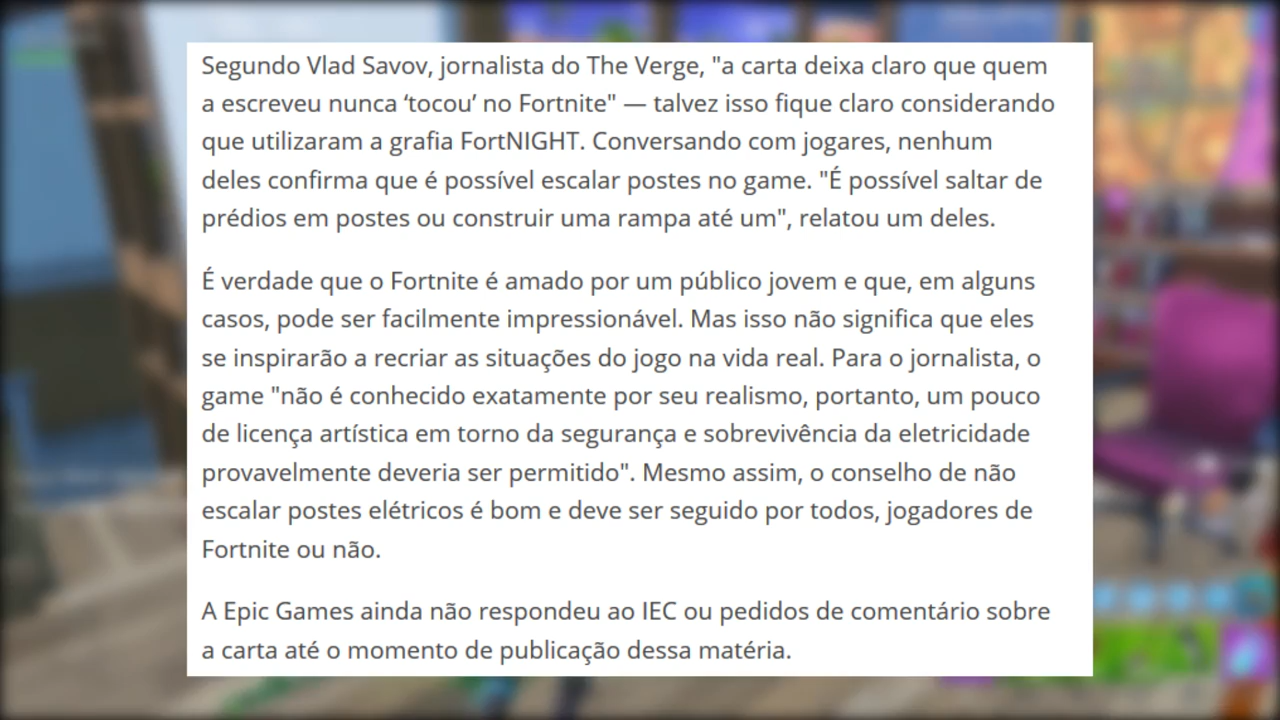 Segundo Vlad Savov, jornalista do The Verge, "a carta deixa claro que quem
a escreveu nunca ‘tocou’ no Fortnite" — talvez isso fique claro considerando
que utilizaram a grafia FortNIGHT. Conversando com jogares, nenhum
deles confirma que é possível escalar postes no game. "É possível saltar de
prédios em postes ou construir uma rampa até um", relatou um deles.
É verdade que o Fortnite é amado por um público jovem e que, em alguns
casos, pode ser facilmente impressionável. Mas isso não significa que eles
se inspirarão a recriar as situações do jogo na vida real. Para o jornalista, o
game "não é conhecido exatamente por seu realismo, portanto, um pouco
de licença artística em torno da segurança e sobrevivência da eletricidade
provavelmente deveria ser permitido". Mesmo assim, o conselho de não
escalar postes elétricos é bom e deve ser seguido por todos, jogadores de
Fortnite ou não.
A Epic Games ainda não respondeu ao IEC ou pedidos de comentário sobre
a carta até o momento de publicação dessa matéria.